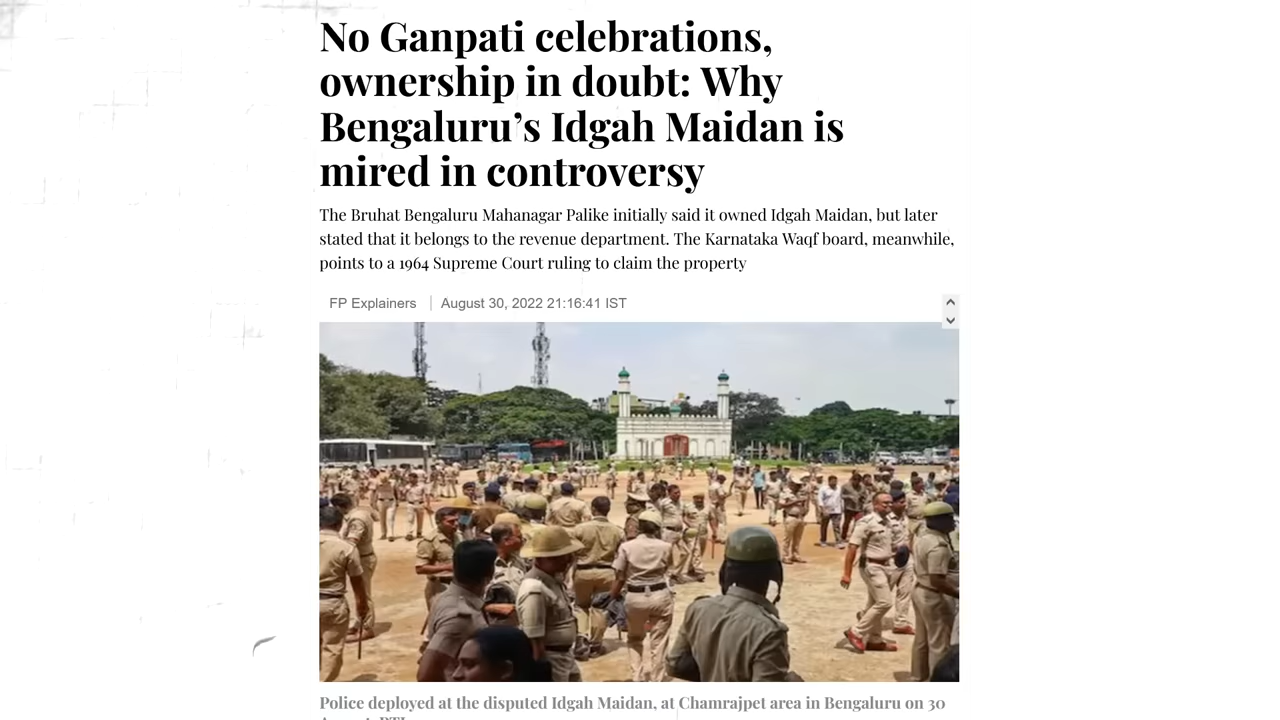 No Ganpati celebrations,
ownership in doubt: Why
Bengaluru’s Idgah Maidan is
mired in controversy
The Bruhat Bengaluru Mahanagar Palike initially said it owned Idgah Maidan, but later
stated that it belongs to the revenue department. The Karnataka Waqf board, meanwhile,
points to a 1964 Supreme Court ruling to claim the property
FP Explainers | August 30, 2022 21:16:41 IST
Police deployed at the disputed Idgah Maidan, at Chamrajpet area in Bengaluru on 30